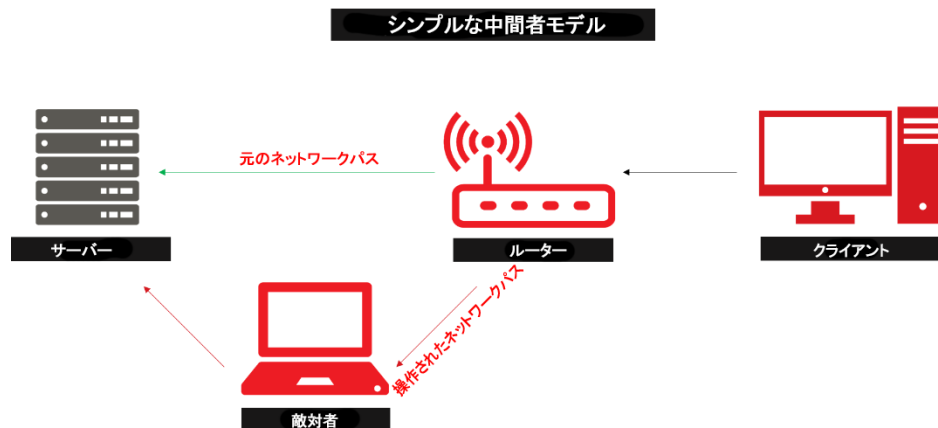 シンプルな中間者モデル
元のネットワークパス
サーバー
ルーター
クライアント
操作されたネットワークパス
敵対者